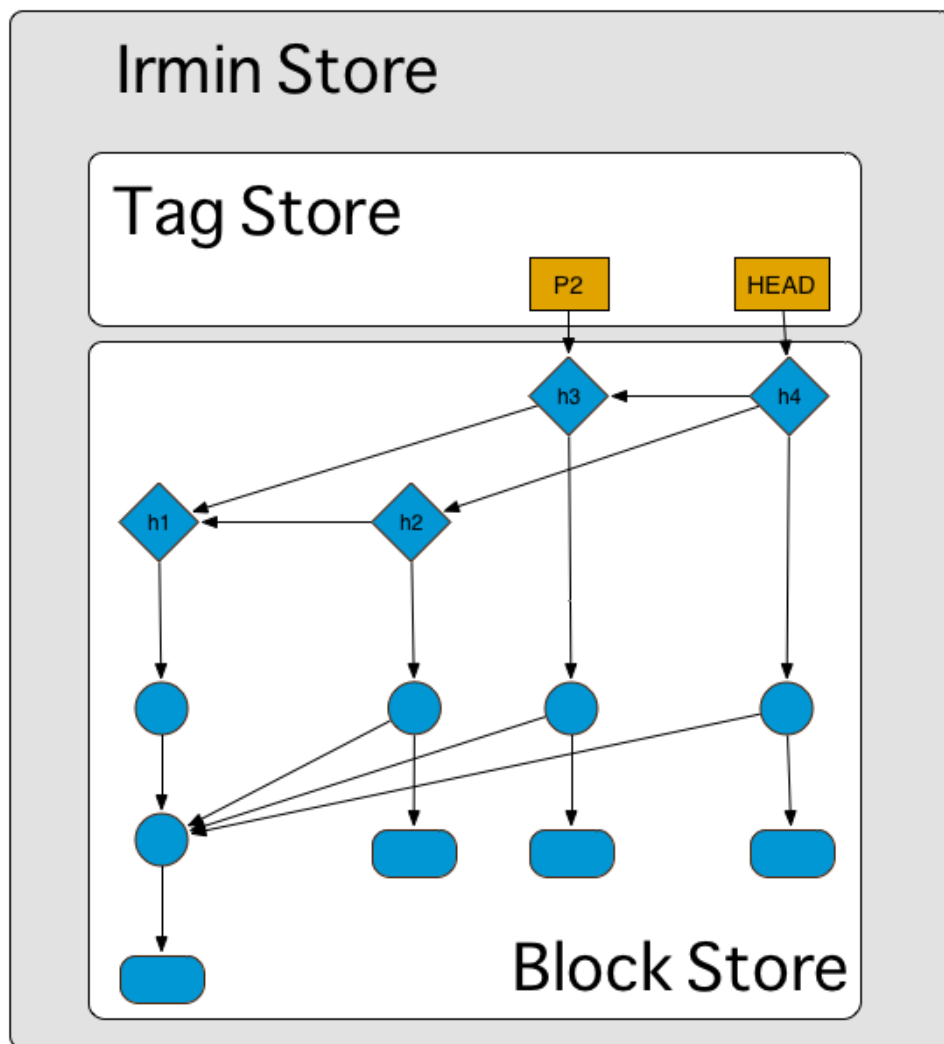 Irmin Store
Tag Store
P2
HEAD
h3
h4
h1
h2
Block Store